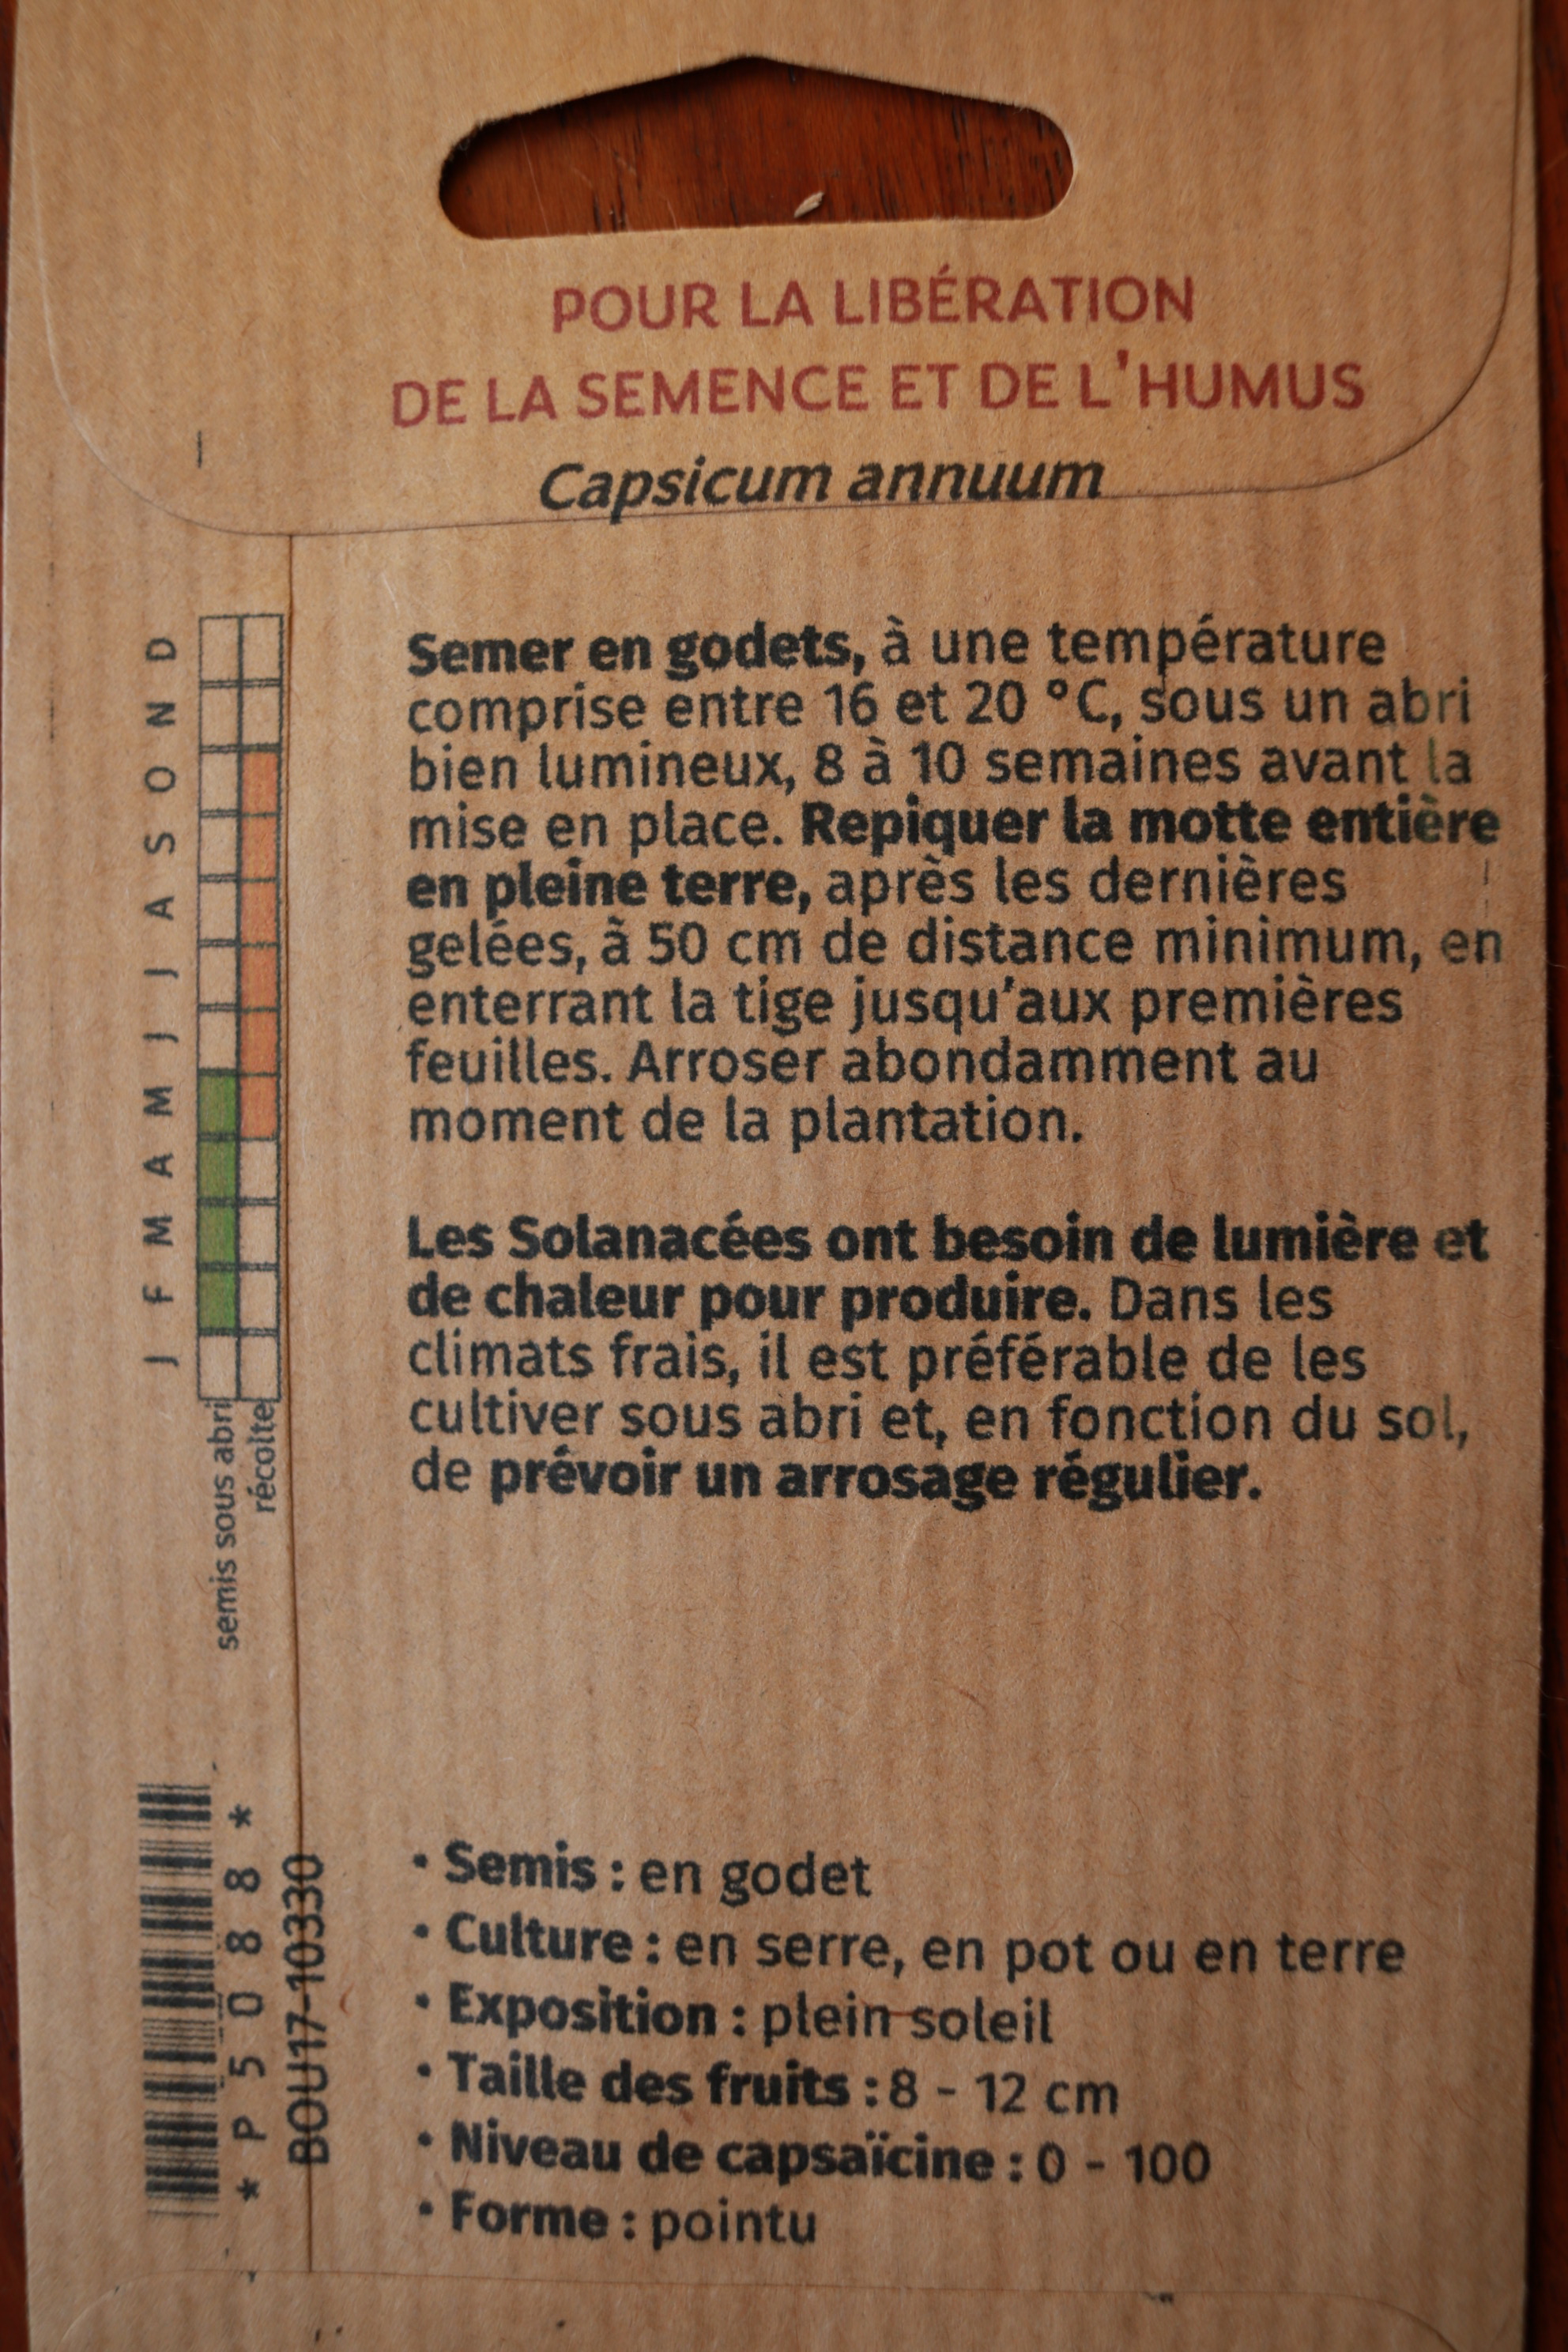 POUR LA LIBÉRATION
DE LA SEMENCE ET DE L'HUMUS
Capsicum annuum
J F M A M J J A S O N D
semis sous abri
récolte
Semer en godets, à une température
comprise entre 16 et 20 °C, sous un abri
bien lumineux, 8 à 10 semaines avant la
mise en place. Repiquer la motte entière
en pleine terre, après les dernières
gelées, à 50 cm de distance minimum, en
enterrant la tige jusqu'aux premières
feuilles. Arroser abondamment au
moment de la plantation.
Les Solanacées ont besoin de lumière et
de chaleur pour produire. Dans les
climats frais, il est préférable de les
cultiver sous abri et, en fonction du sol,
de prévoir un arrosage régulier.
* P 5 0 8 8 *
BOU17-10330
• Semis : en godet
• Culture : en serre, en pot ou en terre
• Exposition : plein soleil
• Taille des fruits : 8 - 12 cm
• Niveau de capsaïcine : 0 - 100
• Forme : pointu